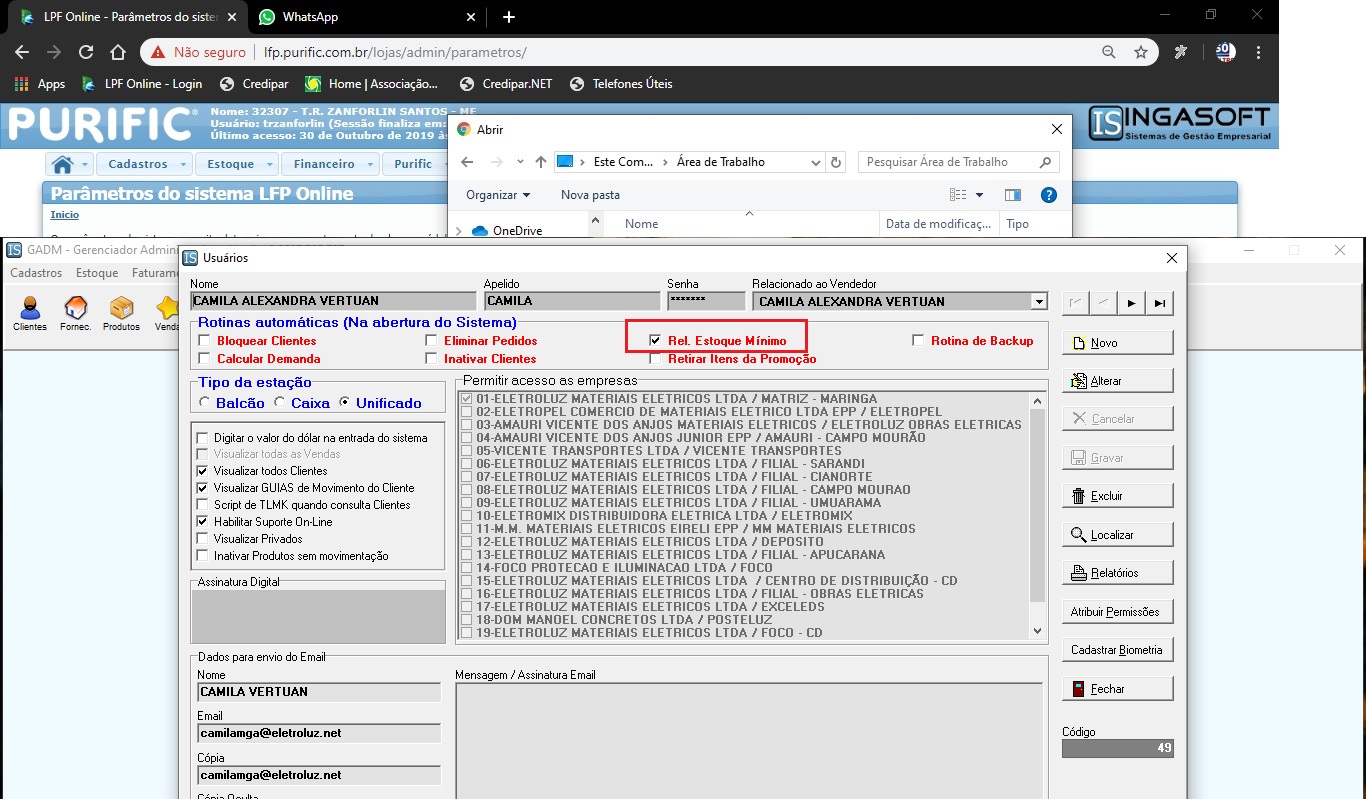 LPF Online - Parâmetros do sister
WhatsApp
Não seguro
lfp.purific.com.br/lojas/admin/parametros/
Apps
LPF Online - Login
Credipar
Home | Associação...
Credipar.NET
Telefones Úteis
PURIFIC
Nome: 32307 - T.R. ZANFORLIN SANTOS - ME
Usuário: trzanforlin (Sessão finaliza em:
Último acesso: 30 de Outubro de 2019 às
IS INGASOFT
Sistemas de Gestão Empresarial
Cadastros
Estoque
Financeiro
Purific
Parâmetros do sistema LFP Online
Inicio
Abrir
Este Com...
Área de Trabalho
Pesquisar Área de Trabalho
Organizar
Nova pasta
OneDrive
Nome
Data de modificaç...
Tipo
IS GADM - Gerenciador Admin
Cadastros
Estoque
Faturame
Clientes
Fornec.
Produtos
Venda
IS Usuários
Nome
Apelido
Senha
Relacionado ao Vendedor
CAMILA ALEXANDRA VERTUAN
CAMILA
*******
CAMILA ALEXANDRA VERTUAN
Rotinas automáticas (Na abertura do Sistema)
Bloquear Clientes
Eliminar Pedidos
Rel. Estoque Mínimo
Rotina de Backup
Calcular Demanda
Inativar Clientes
Retirar Itens da Promoção
Tipo da estação
Balcão
Caixa
Unificado
Digitar o valor do dólar na entrada do sistema
Visualizar todas as Vendas
Visualizar todos Clientes
Visualizar GUIAS de Movimento do Cliente
Script de TLMK quando consulta Clientes
Habilitar Suporte On-Line
Visualizar Privados
Inativar Produtos sem movimentação
Assinatura Digital
Permitir acesso as empresas
01-ELETROLUZ MATERIAIS ELETRICOS LTDA / MATRIZ - MARINGA
02-ELETROPEL COMERCIO DE MATERIAIS ELETRICO LTDA EPP / ELETROPEL
03-AMAURI VICENTE DOS ANJOS MATERIAIS ELETRICOS / ELETROLUZ OBRAS ELETRICAS
04-AMAURI VICENTE DOS ANJOS JUNIOR EPP / AMAURI - CAMPO MOURÃO
05-VICENTE TRANSPORTES LTDA / VICENTE TRANSPORTES
06-ELETROLUZ MATERIAIS ELETRICOS LTDA / FILIAL - SARANDI
07-ELETROLUZ MATERIAIS ELETRICOS LTDA / FILIAL - CIANORTE
08-ELETROLUZ MATERIAIS ELETRICOS LTDA / FILIAL - CAMPO MOURAO
09-ELETROLUZ MATERIAIS ELETRICOS LTDA / FILIAL - UMUARAMA
10-ELETROMIX DISTRIBUIDORA ELETRICA LTDA / ELETROMIX
11-M.M. MATERIAIS ELETRICOS EIRELI EPP / MM MATERIAIS ELETRICOS
12-ELETROLUZ MATERIAIS ELETRICOS LTDA / DEPOSITO
13-ELETROLUZ MATERIAIS ELETRICOS LTDA / FILIAL - APUCARANA
14-FOCO PROTECAO E ILUMINACAO LTDA / FOCO
15-ELETROLUZ MATERIAIS ELETRICOS LTDA / CENTRO DE DISTRIBUIÇÃO - CD
16-ELETROLUZ MATERIAIS ELETRICOS LTDA / FILIAL - OBRAS ELETRICAS
17-ELETROLUZ MATERIAIS ELETRICOS LTDA / EXCELEDS
18-DOM MANOEL CONCRETOS LTDA / POSTELUZ
19-ELETROLUZ MATERIAIS ELETRICOS LTDA / FOCO - CD
Dados para envio do Email
Nome
CAMILA VERTUAN
Email
camilamga@eletroluz.net
Cópia
camilamga@eletroluz.net
Cópia Oculta
Mensagem / Assinatura Email
Novo
Alterar
Cancelar
Gravar
Excluir
Localizar
Relatórios
Atribuir Permissões
Cadastrar Biometria
Fechar
Código
49